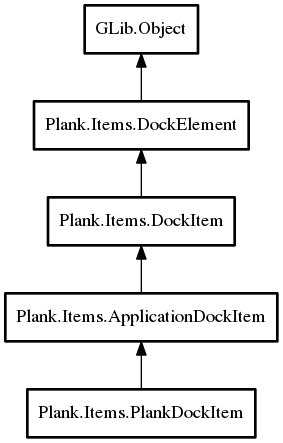 GLib.Object
Plank.Items.DockElement
Plank.Items.DockItem
Plank.Items.ApplicationDockItem
Plank.Items.PlankDockItem